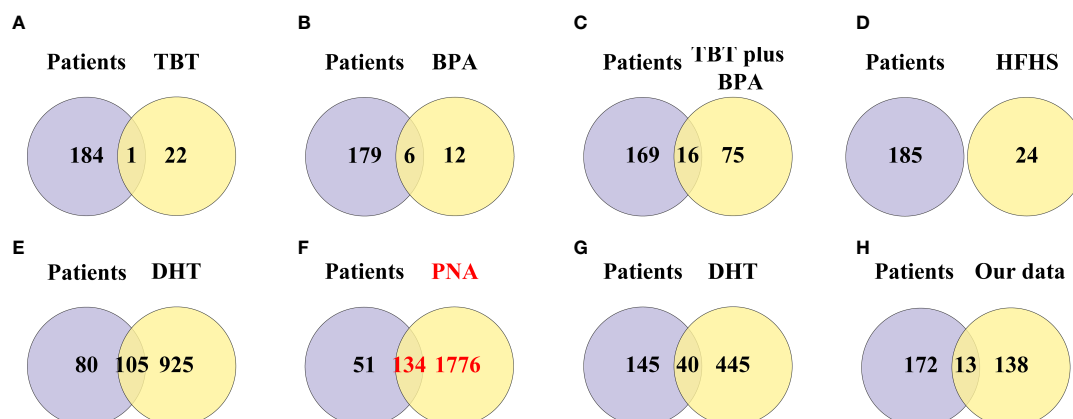 A
B
C
D
Patients TBT
Patients BPA
Patients TBT plus BPA
Patients HFHS
184 1 22
179 6 12
169 16 75
185 24
E
F
G
H
Patients DHT
Patients PNA
Patients DHT
Patients Our data
80 105 925
51 134 1776
145 40 445
172 13 138